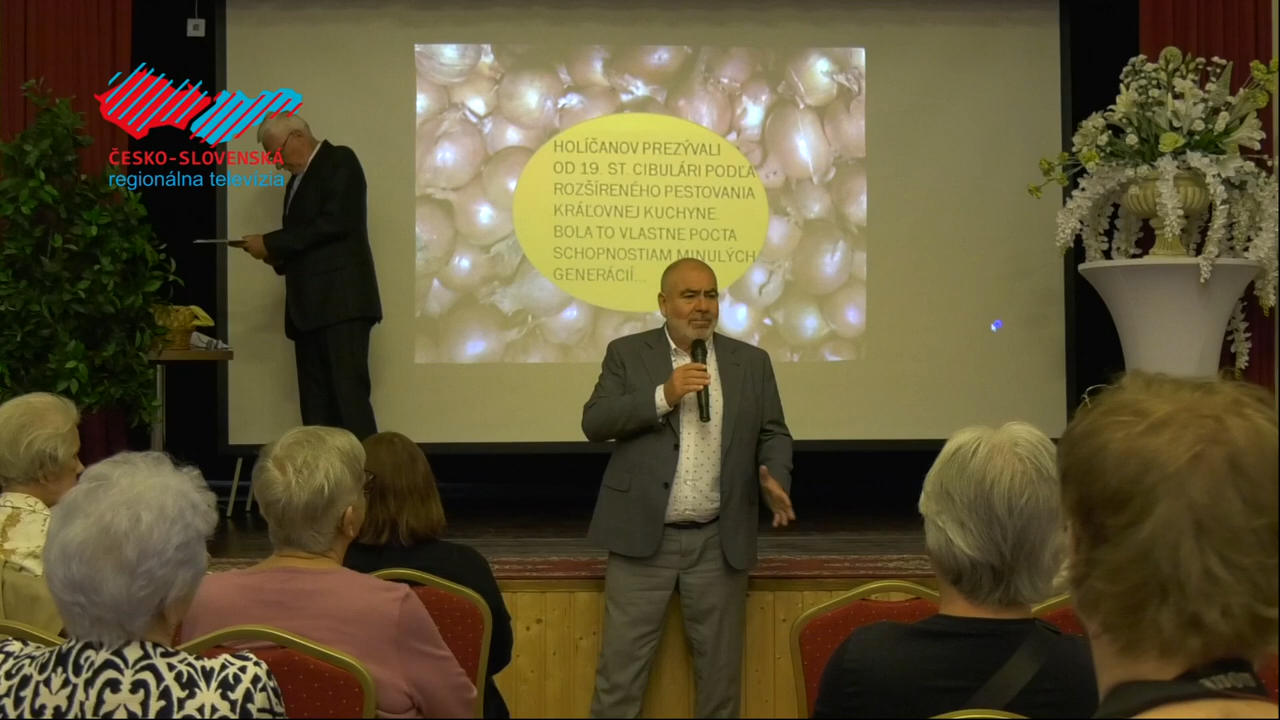 ČESKO-SLOVENSKÁ
regionálna televízia
HOLÍČANOV PREZÝVALI
OD 19. ST. CIBULÁRI PODĽA
ROZŠÍRENÉHO PESTOVANIA
KRÁĽOVNEJ KUCHYNE.
BOLA TO VLASTNE POCTA
SCHOPNOSTIAM MINULÝCH
GENERÁCIÍ...